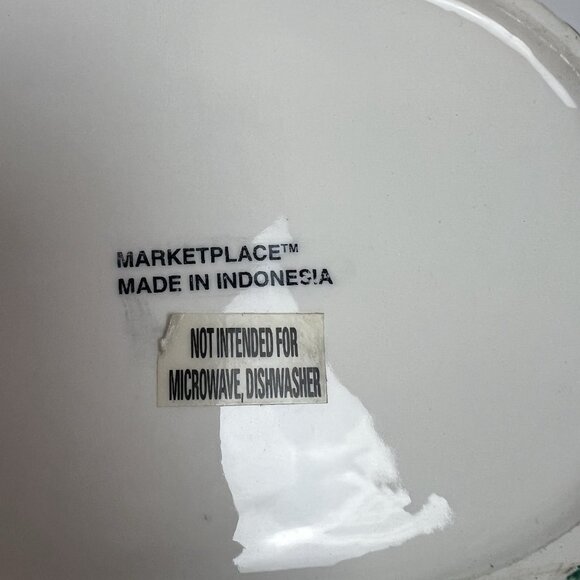 MARKETPLACE™
MADE IN INDONESIA
NOT INTENDED FOR
MICROWAVE, DISHWASHER